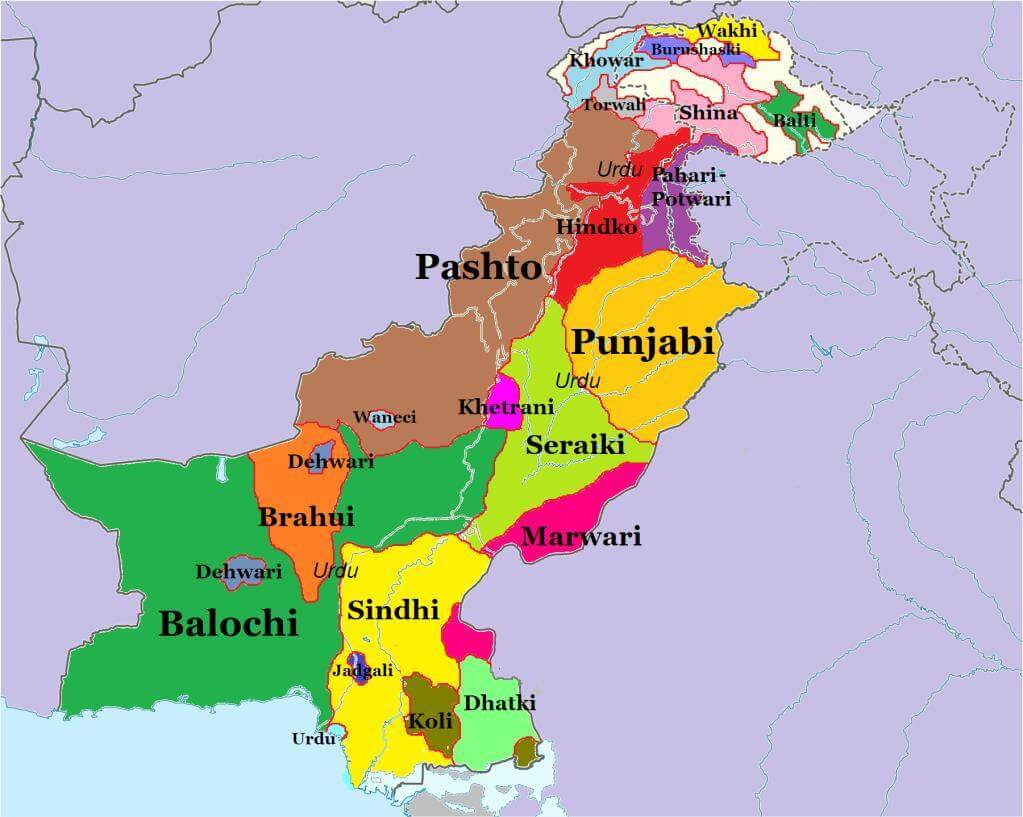 Wakhi
Burushaski
Khowar
Torwali
Shina
Balti
Urdu
Pahari-
Potwari
Hindko
Pashto
Punjabi
Urdu
Khetrani
Waneci
Seraiki
Dehwari
Brahui
Marwari
Dehwari
Urdu
Sindhi
Balochi
Jadgali
Dhatki
Koli
Urdu